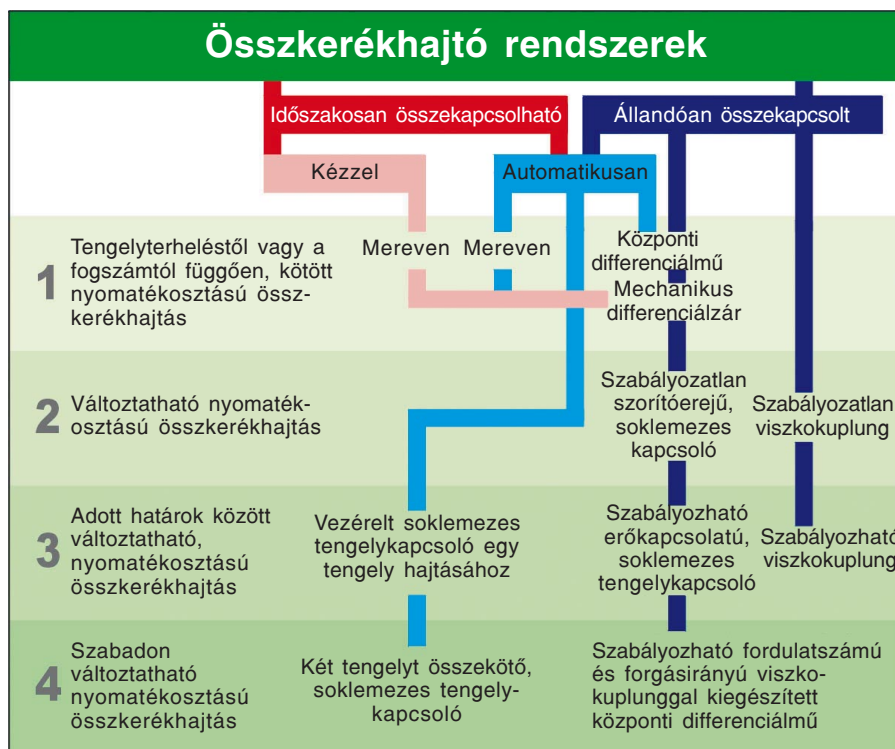 Összkerékhajtó rendszerek
Időszakosan összekapcsolható
Állandóan összekapcsolt
Kézzel
Automatikusan
1
Tengelyterheléstől vagy a
fogszámtól függően, kötött
nyomatékosztású össz-
kerékhajtás
Mereven
Mereven
Központi
differenciálmű
Mechanikus
differenciálzár
2
Változtatható nyomaték-
osztású összkerékhajtás
Szabályozatlan
szorítóerejű,
soklemezes
kapcsoló
Szabályozatlan
viszkokuplung
3
Adott határok között
változtatható,
nyomatékosztású
összkerékhajtás
Vezérelt soklemezes
tengelykapcsoló egy
tengely hajtásához
Szabályozható
erőkapcsolatú,
soklemezes
tengelykapcsoló
Szabályozható
viszkokuplung
4
Szabadon
változtatható
nyomatékosztású
összkerékhajtás
Két tengelyt összekötő,
soklemezes tengely-
kapcsoló
Szabályozható fordulatszámú
és forgásirányú viszko-
kuplunggal kiegészített
központi differenciálmű